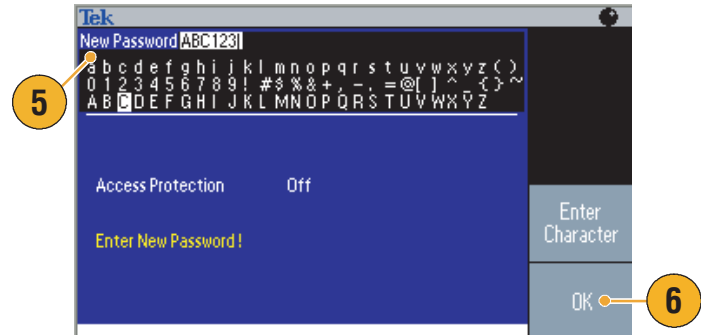 Tek
New Password ABC123
a b c d e f g h i j k l m n o p q r s t u v w x y z ( )
0 1 2 3 4 5 6 7 8 9 ! # $ % & + , - . = @ [ ] ^ _ { } ~
A B C D E F G H I J K L M N O P Q R S T U V W X Y Z
5
Access Protection Off
Enter New Password !
Enter
Character
OK
6